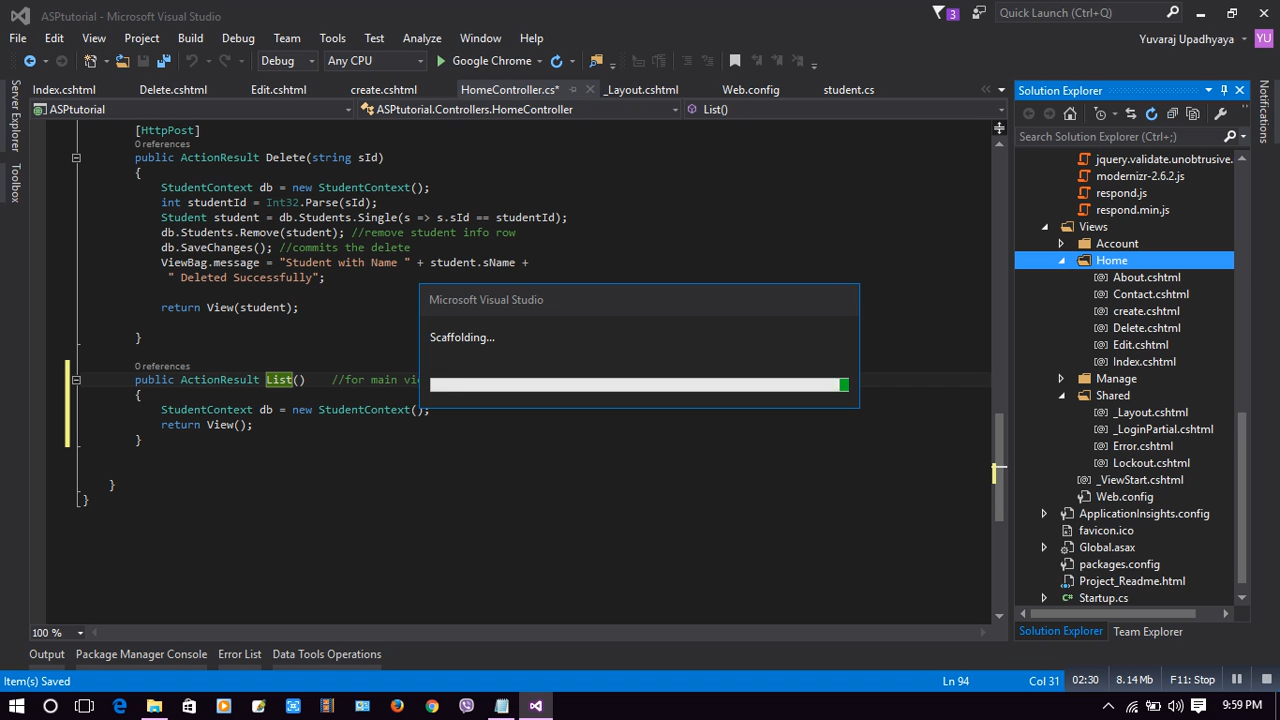 ASPtutorial - Microsoft Visual Studio
3
Quick Launch (Ctrl+Q)
File Edit View Project Build Debug Team Tools Test Analyze Window Help
Yuvaraj Upadhyaya YU
Debug Any CPU Google Chrome
Index.cshtml Delete.cshtml Edit.cshtml create.cshtml HomeController.cs* _Layout.cshtml Web.config student.cs
ASPtutorial ASPtutorial.Controllers.HomeController List()
Server Explorer
Toolbox
[HttpPost]
0 references
public ActionResult Delete(string sId)
{
StudentContext db = new StudentContext();
int studentId = Int32.Parse(sId);
Student student = db.Students.Single(s => s.sId == studentId);
db.Students.Remove(student); //remove student info row
db.SaveChanges(); //commits the delete
ViewBag.message = "Student with Name " + student.sName +
" Deleted Successfully";
return View(student);
}
0 references
public ActionResult List() //for main vi
{
StudentContext db = new StudentContext();
return View();
}
}
}
Microsoft Visual Studio
Scaffolding...
100 %
Solution Explorer
Search Solution Explorer (Ctrl+;)
jquery.validate.unobtrusive.
modernizr-2.6.2.js
respond.js
respond.min.js
Views
Account
Home
About.cshtml
Contact.cshtml
create.cshtml
Delete.cshtml
Edit.cshtml
Index.cshtml
Manage
Shared
_Layout.cshtml
_LoginPartial.cshtml
Error.cshtml
Lockout.cshtml
_ViewStart.cshtml
Web.config
ApplicationInsights.config
favicon.ico
Global.asax
packages.config
Project_Readme.html
Startup.cs
Solution Explorer Team Explorer
Notifications
Output Package Manager Console Error List Data Tools Operations
Item(s) Saved Ln 94 Col 31 02:30 8.14 Mb F11: Stop
9:59 PM